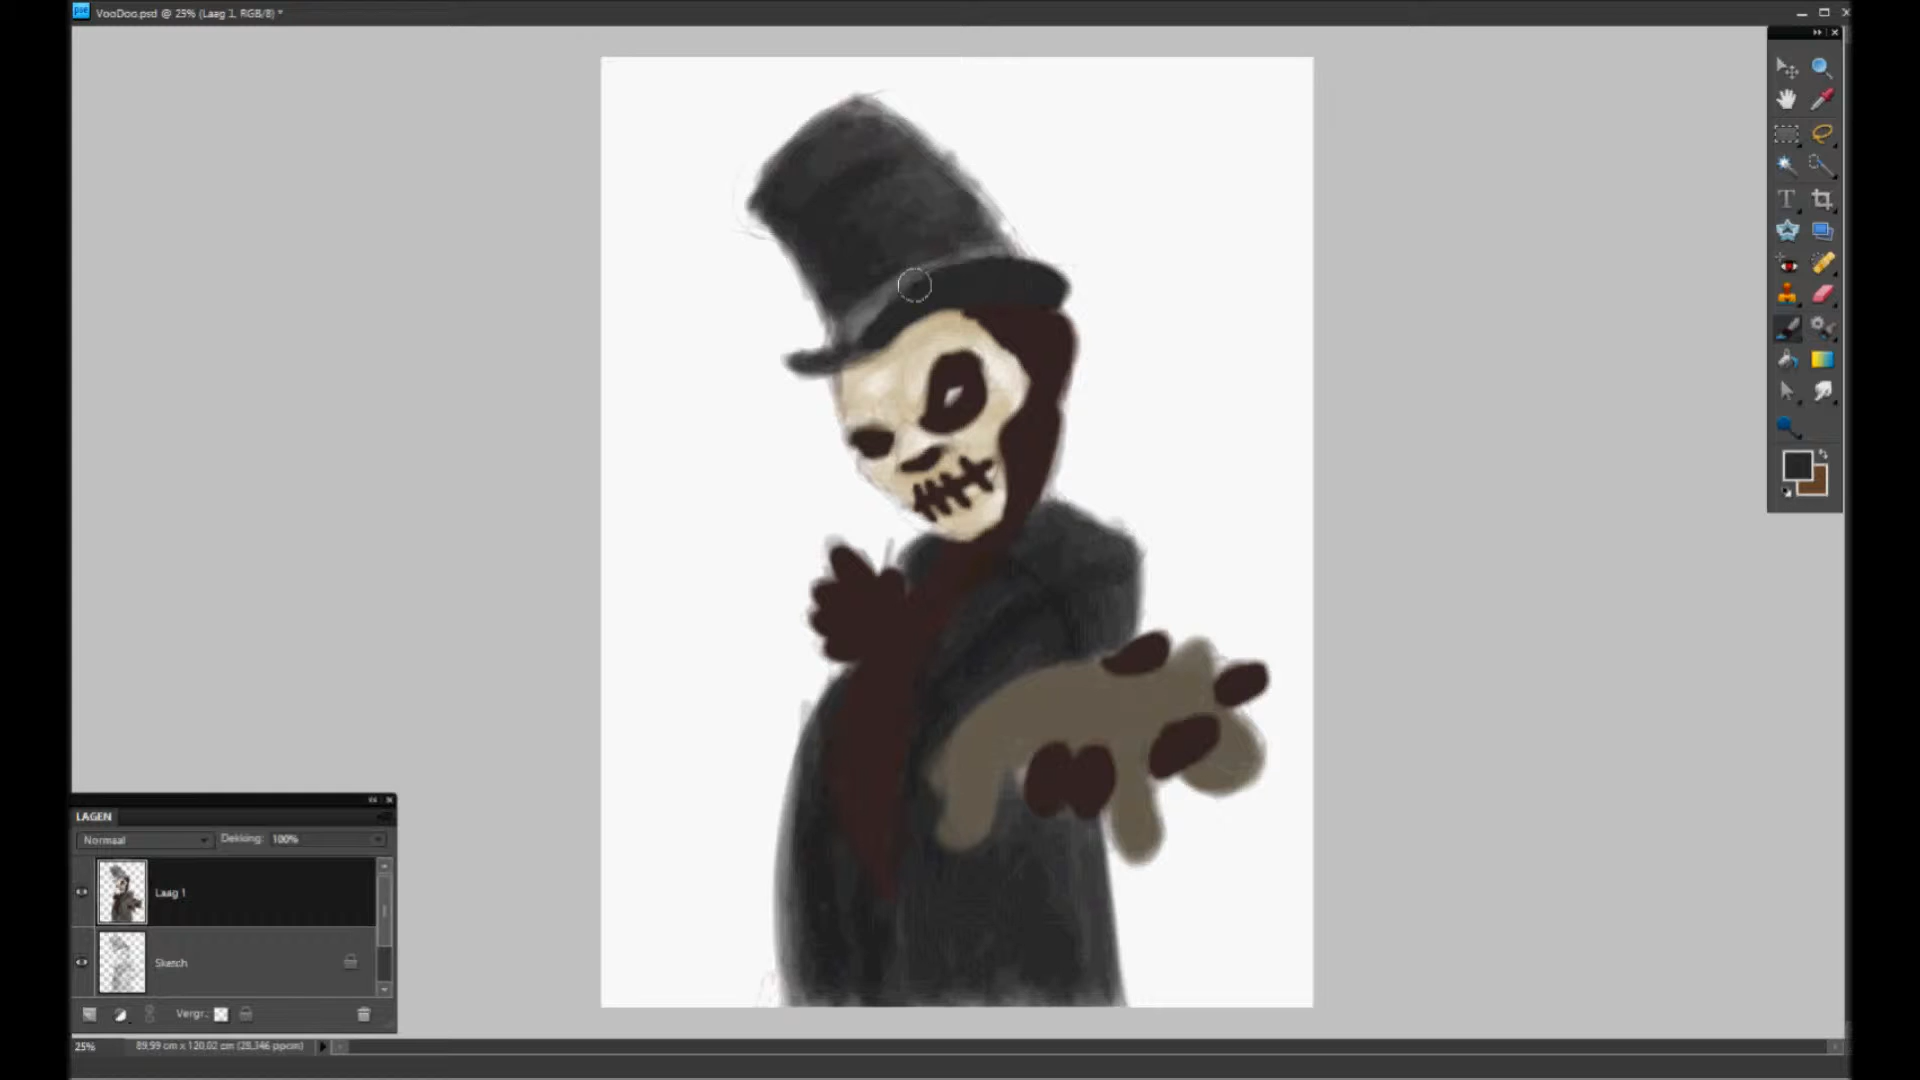 pse VooDoo.psd @ 25% (Laag 1, RGB/8) *
T
LAGEN
Normaal Dekking: 100%
Laag 1
Sketch
Vergr.:
25% 89,99 cm x 120,02 cm (28,346 ppcm)